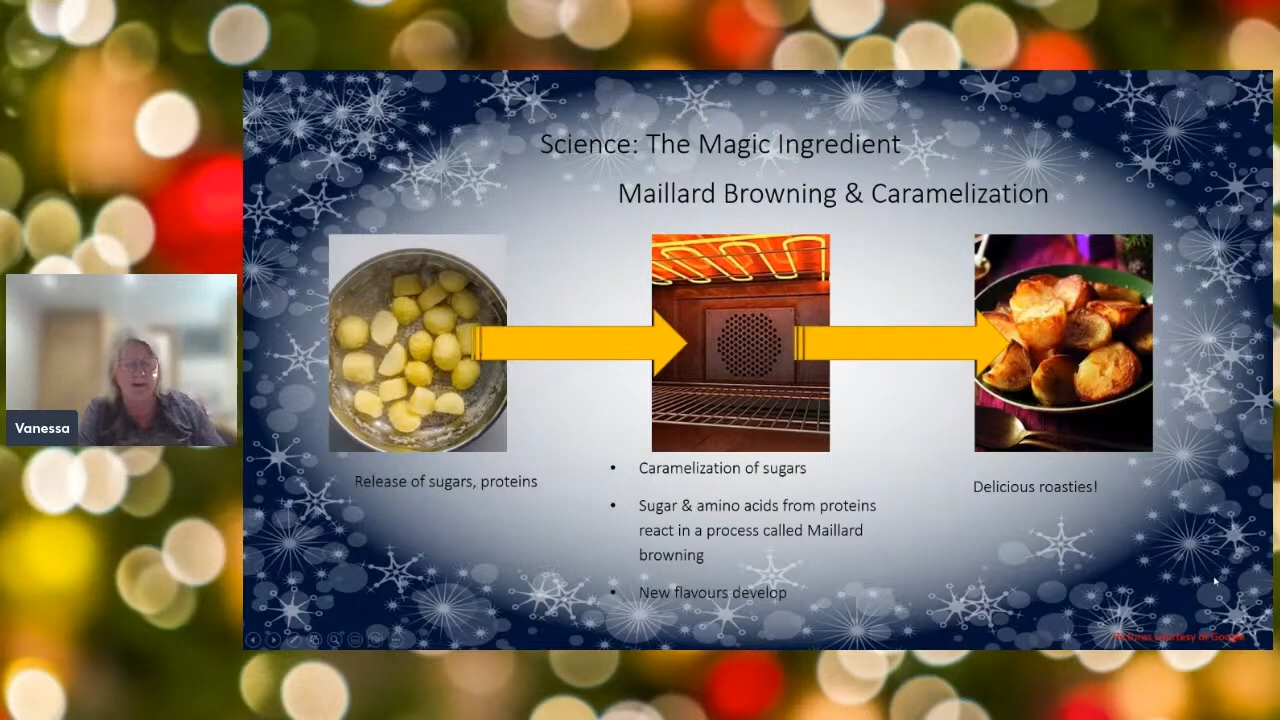 Science: The Magic Ingredient
Maillard Browning & Caramelization
Vanessa
Release of sugars, proteins
• Caramelization of sugars
• Sugar & amino acids from proteins
react in a process called Maillard
browning
• New flavours develop
Delicious roasties!
Pictures courtesy of Google